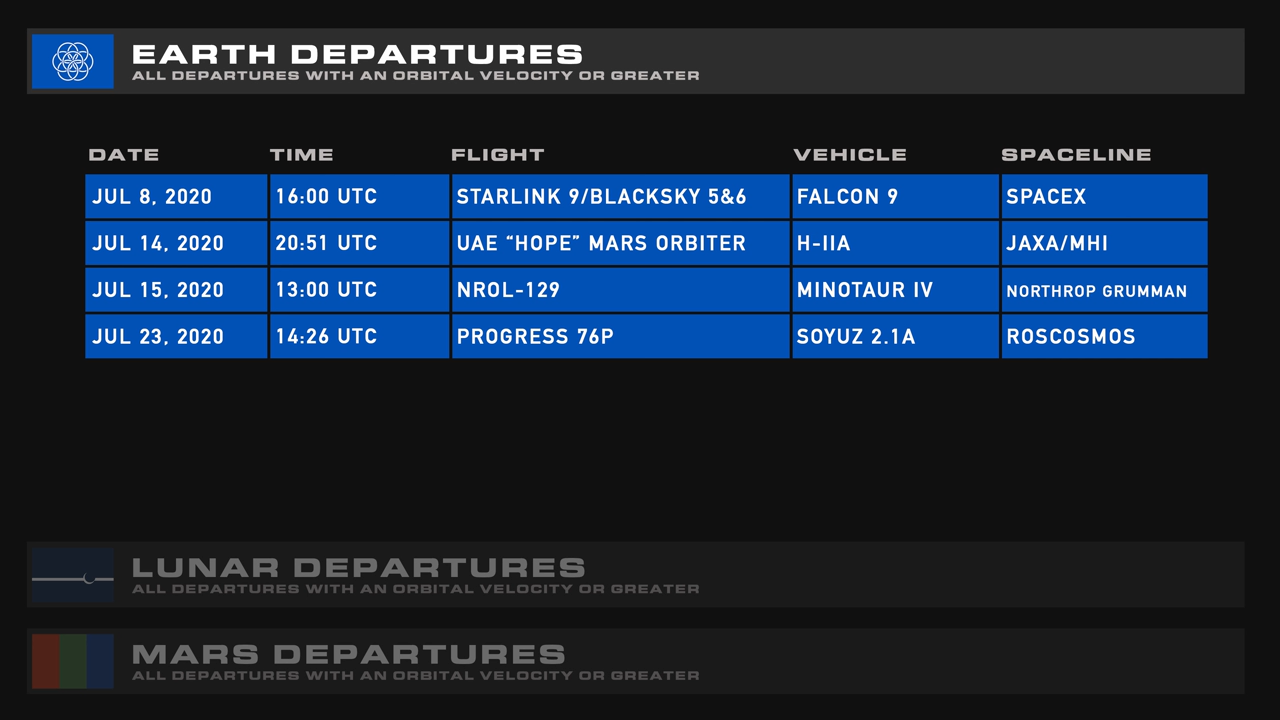 EARTH DEPARTURES
ALL DEPARTURES WITH AN ORBITAL VELOCITY OR GREATER
DATE TIME FLIGHT VEHICLE SPACELINE
JUL 8, 2020 16:00 UTC STARLINK 9/BLACKSKY 5&6 FALCON 9 SPACEX
JUL 14, 2020 20:51 UTC UAE “HOPE” MARS ORBITER H-IIA JAXA/MHI
JUL 15, 2020 13:00 UTC NROL-129 MINOTAUR IV NORTHROP GRUMMAN
JUL 23, 2020 14:26 UTC PROGRESS 76P SOYUZ 2.1A ROSCOSMOS
LUNAR DEPARTURES
ALL DEPARTURES WITH AN ORBITAL VELOCITY OR GREATER
MARS DEPARTURES
ALL DEPARTURES WITH AN ORBITAL VELOCITY OR GREATER